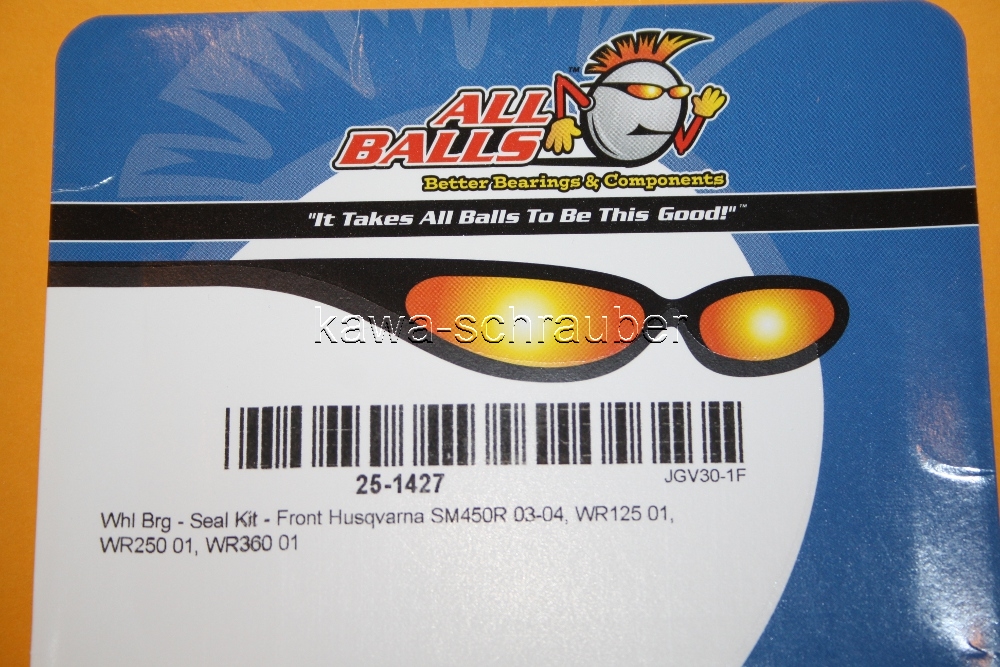 ALL
BALLS
™
Better Bearings & Components
"It Takes All Balls To Be This Good!"™
kawa-schrauber
25-1427
JGV30-1F
Whl Brg - Seal Kit - Front Husqvarna SM450R 03-04, WR125 01,
WR250 01, WR360 01